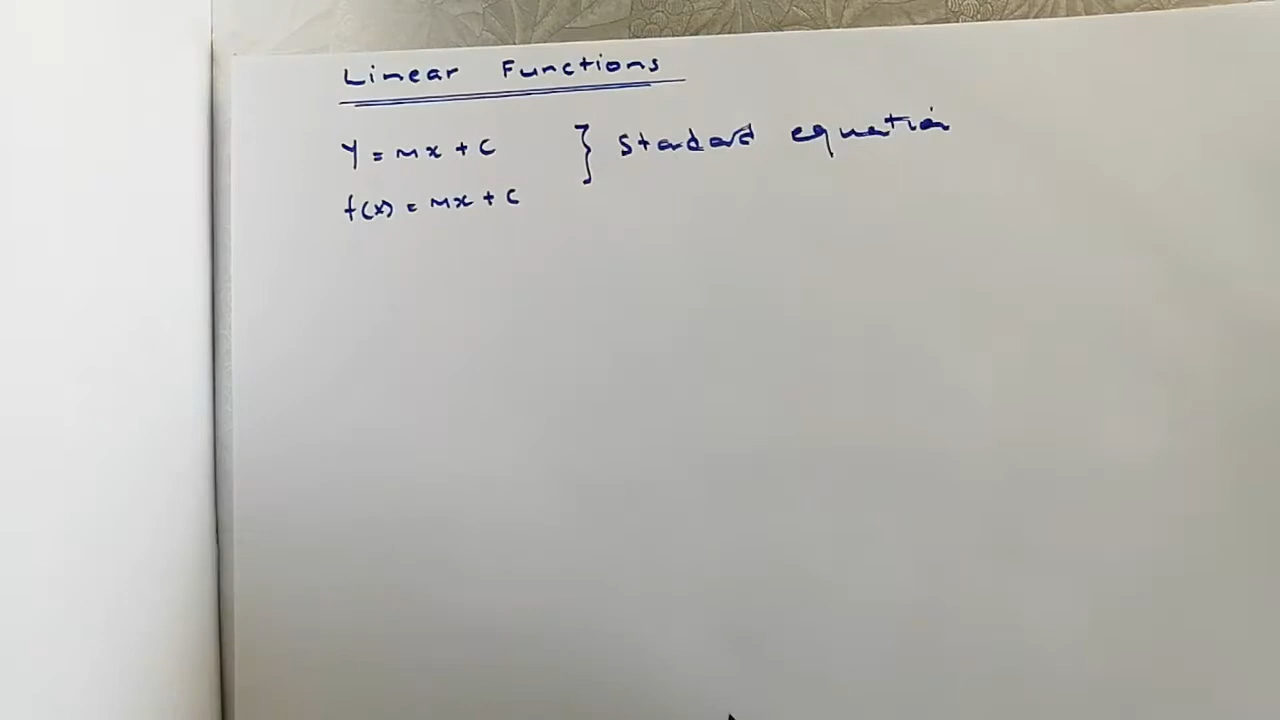 Linear Functions
y = mx + c } Standard equation
f(x) = mx + c